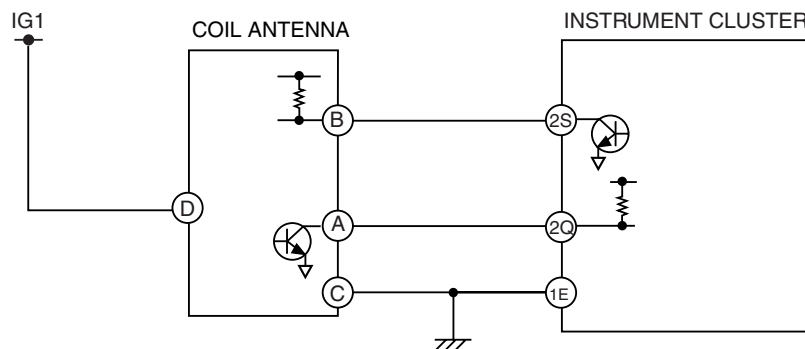 IG1
COIL ANTENNA
INSTRUMENT CLUSTER
B
2S
D
A
2Q
C
1E